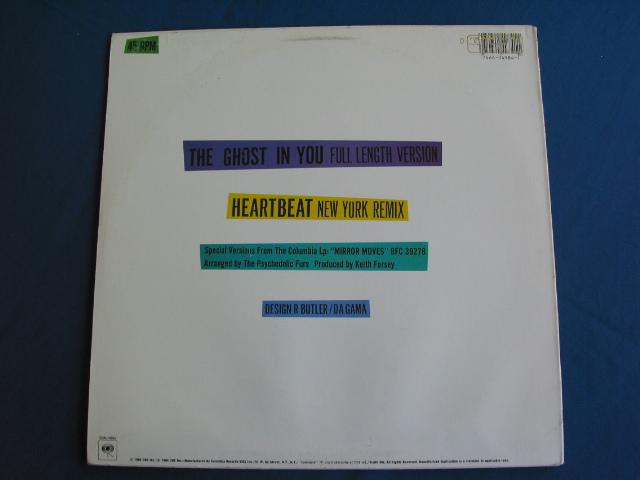 45 RPM
THE GHOST IN YOU FULL LENGTH VERSION
HEARTBEAT NEW YORK REMIX
Special Versions From The Columbia Lp: "MIRROR MOVES" BFC 39278
Arranged by The Psychedelic Furs Produced by Keith Forsey
DESIGN R BUTLER/DA GAMA